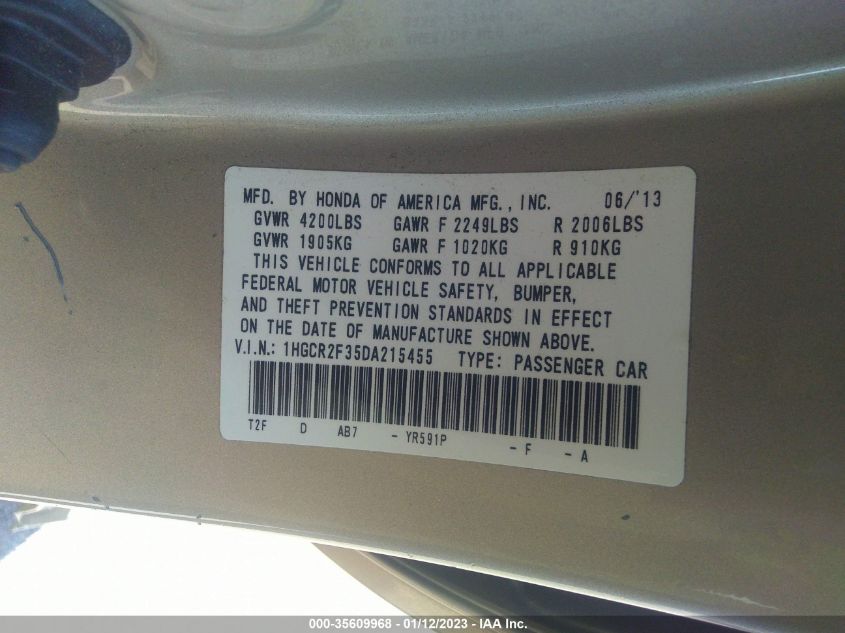 MFD. BY HONDA OF AMERICA MFG., INC. 06/'13
GVWR 4200LBS GAWR F 2249LBS R 2006LBS
GVWR 1905KG GAWR F 1020KG R 910KG
THIS VEHICLE CONFORMS TO ALL APPLICABLE
FEDERAL MOTOR VEHICLE SAFETY, BUMPER,
AND THEFT PREVENTION STANDARDS IN EFFECT
ON THE DATE OF MANUFACTURE SHOWN ABOVE.
V.I.N.: 1HGCR2F35DA215455 TYPE: PASSENGER CAR
T2F D AB7 - YR591P - F - A
000-35609968 - 01/12/2023 - IAA Inc.